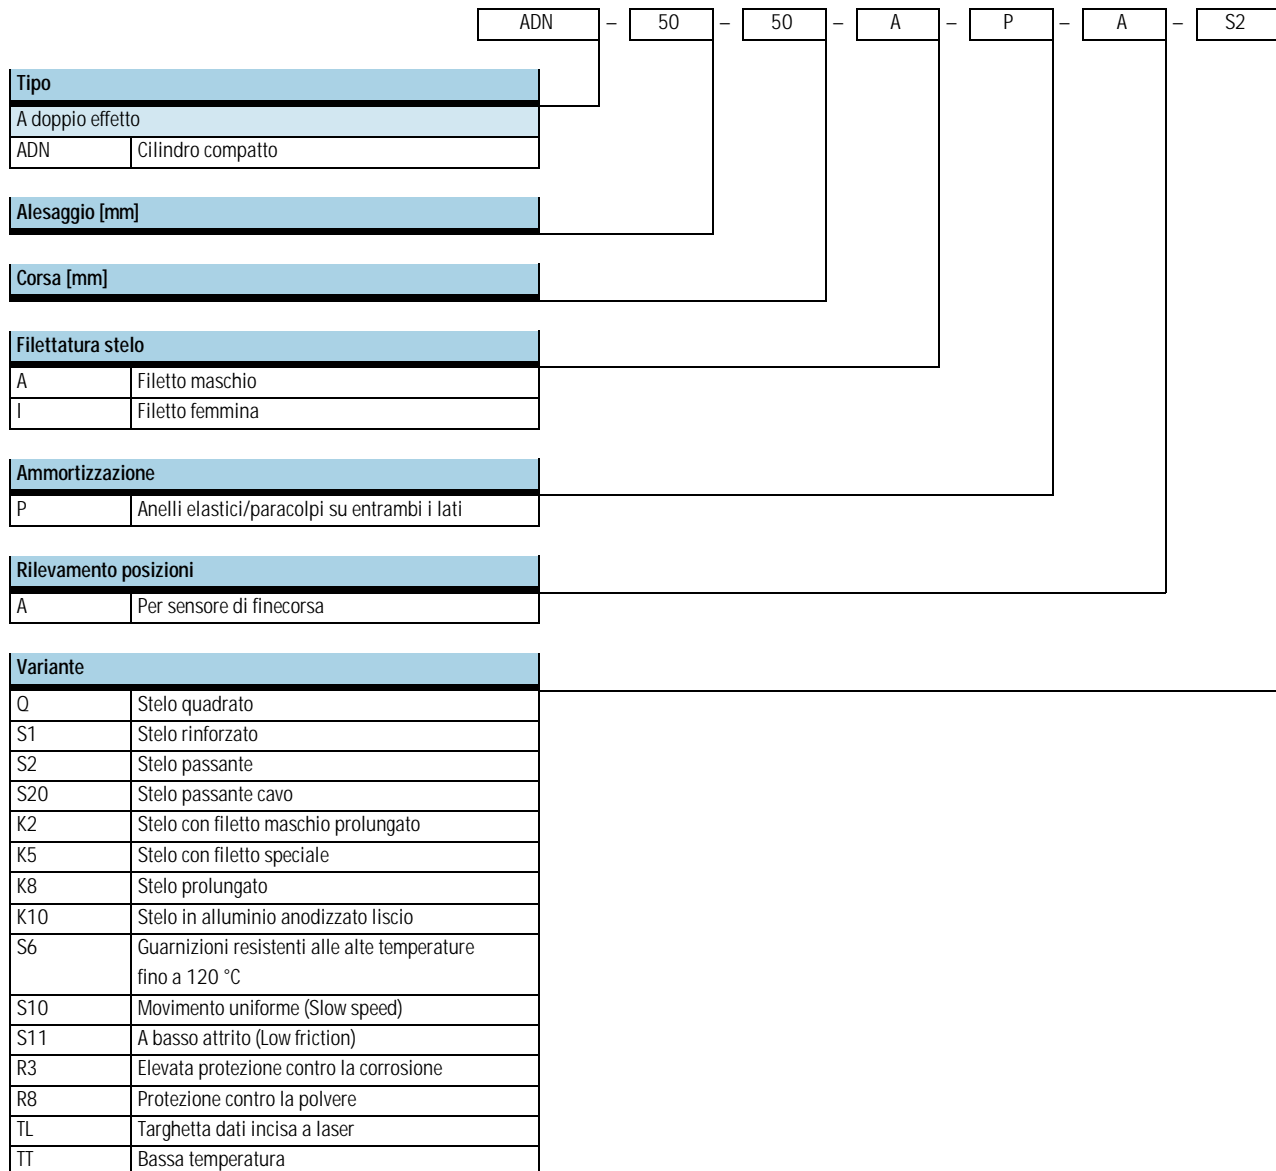 ADN – 50 – 50 – A – P – A – S2
Tipo
A doppio effetto
ADN Cilindro compatto
Alesaggio [mm]
Corsa [mm]
Filettatura stelo
A Filetto maschio
I Filetto femmina
Ammortizzazione
P Anelli elastici/paracolpi su entrambi i lati
Rilevamento posizioni
A Per sensore di finecorsa
Variante
Q Stelo quadrato
S1 Stelo rinforzato
S2 Stelo passante
S20 Stelo passante cavo
K2 Stelo con filetto maschio prolungato
K5 Stelo con filetto speciale
K8 Stelo prolungato
K10 Stelo in alluminio anodizzato liscio
S6 Guarnizioni resistenti alle alte temperature
fino a 120 °C
S10 Movimento uniforme (Slow speed)
S11 A basso attrito (Low friction)
R3 Elevata protezione contro la corrosione
R8 Protezione contro la polvere
TL Targhetta dati incisa a laser
TT Bassa temperatura